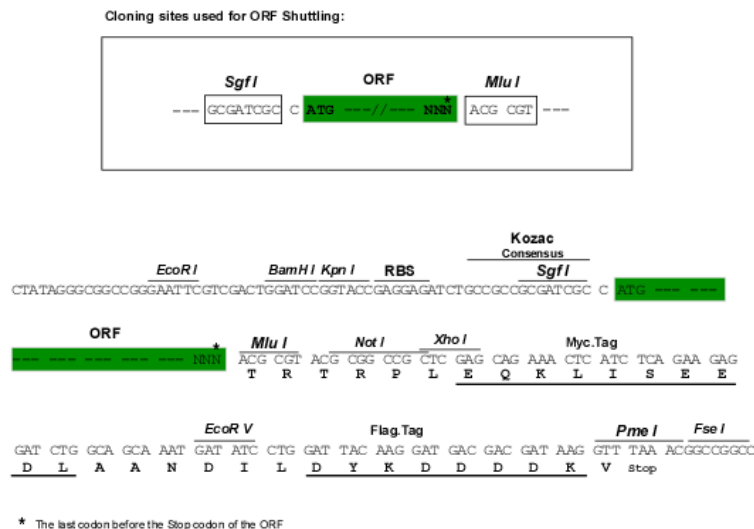 Cloning sites used for ORF Shuttling:
Sgf I ORF Mlu I
--- GCGATCGC C ATG ---//--- NNN* ACG CGT ---
Kozac
Consensus
EcoR I BamH I Kpn I RBS Sgf I
CTATAGGGCGGCCGGGAATTCGTCGACTGGATCCGGTACCGAGGAGATCTGCCGCCGCGATCGC C ATG --- ---
ORF
Mlu I Not I Xho I Myc.Tag
--- --- --- --- --- --- NNN* ACG CGT ACG CGG CCG CTC GAG CAG AAA CTC ATC TCA GAA GAG
T R T R P L E Q K L I S E E
EcoR V Flag.Tag Pme I Fse I
GAT CTG GCA GCA AAT GAT ATC CTG GAT TAC AAG GAT GAC GAC GAT AAG GTT TAA ACGGCCGGCC
D L A A N D I L D Y K D D D D K V Stop
* The last codon before the Stop codon of the ORF